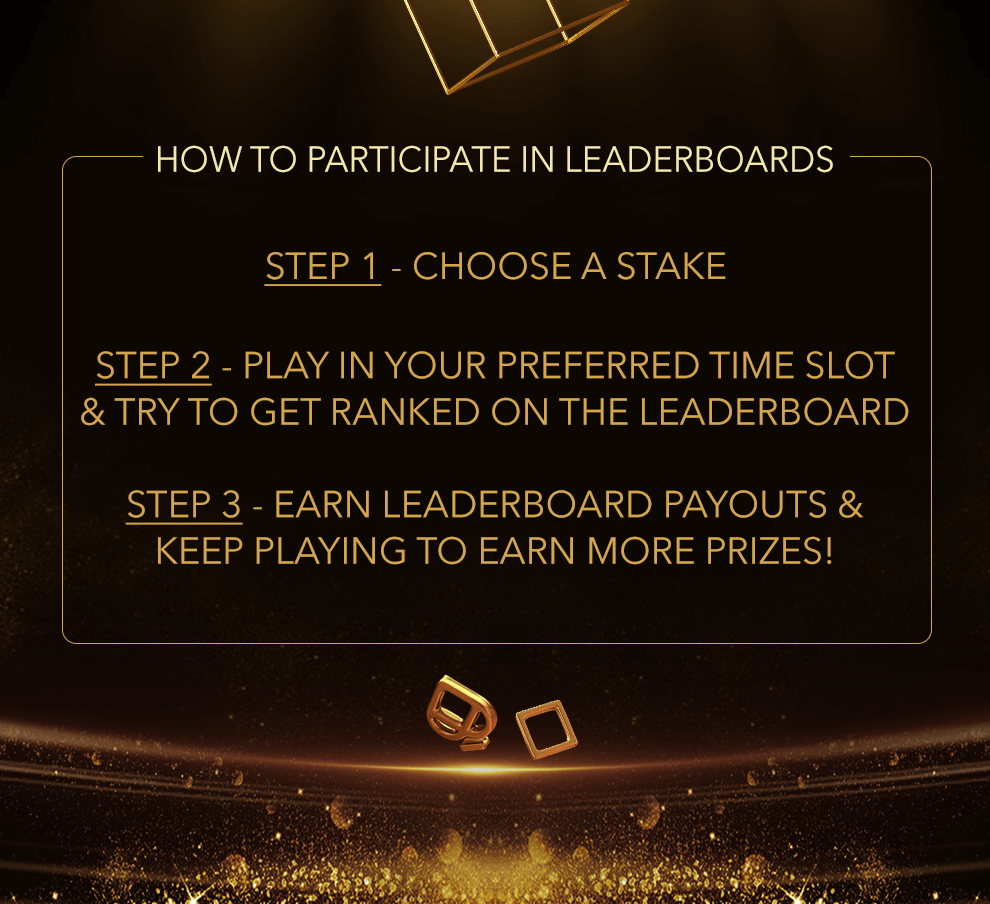 HOW TO PARTICIPATE IN LEADERBOARDS
STEP 1 - CHOOSE A STAKE
STEP 2 - PLAY IN YOUR PREFERRED TIME SLOT
& TRY TO GET RANKED ON THE LEADERBOARD
STEP 3 - EARN LEADERBOARD PAYOUTS &
KEEP PLAYING TO EARN MORE PRIZES!